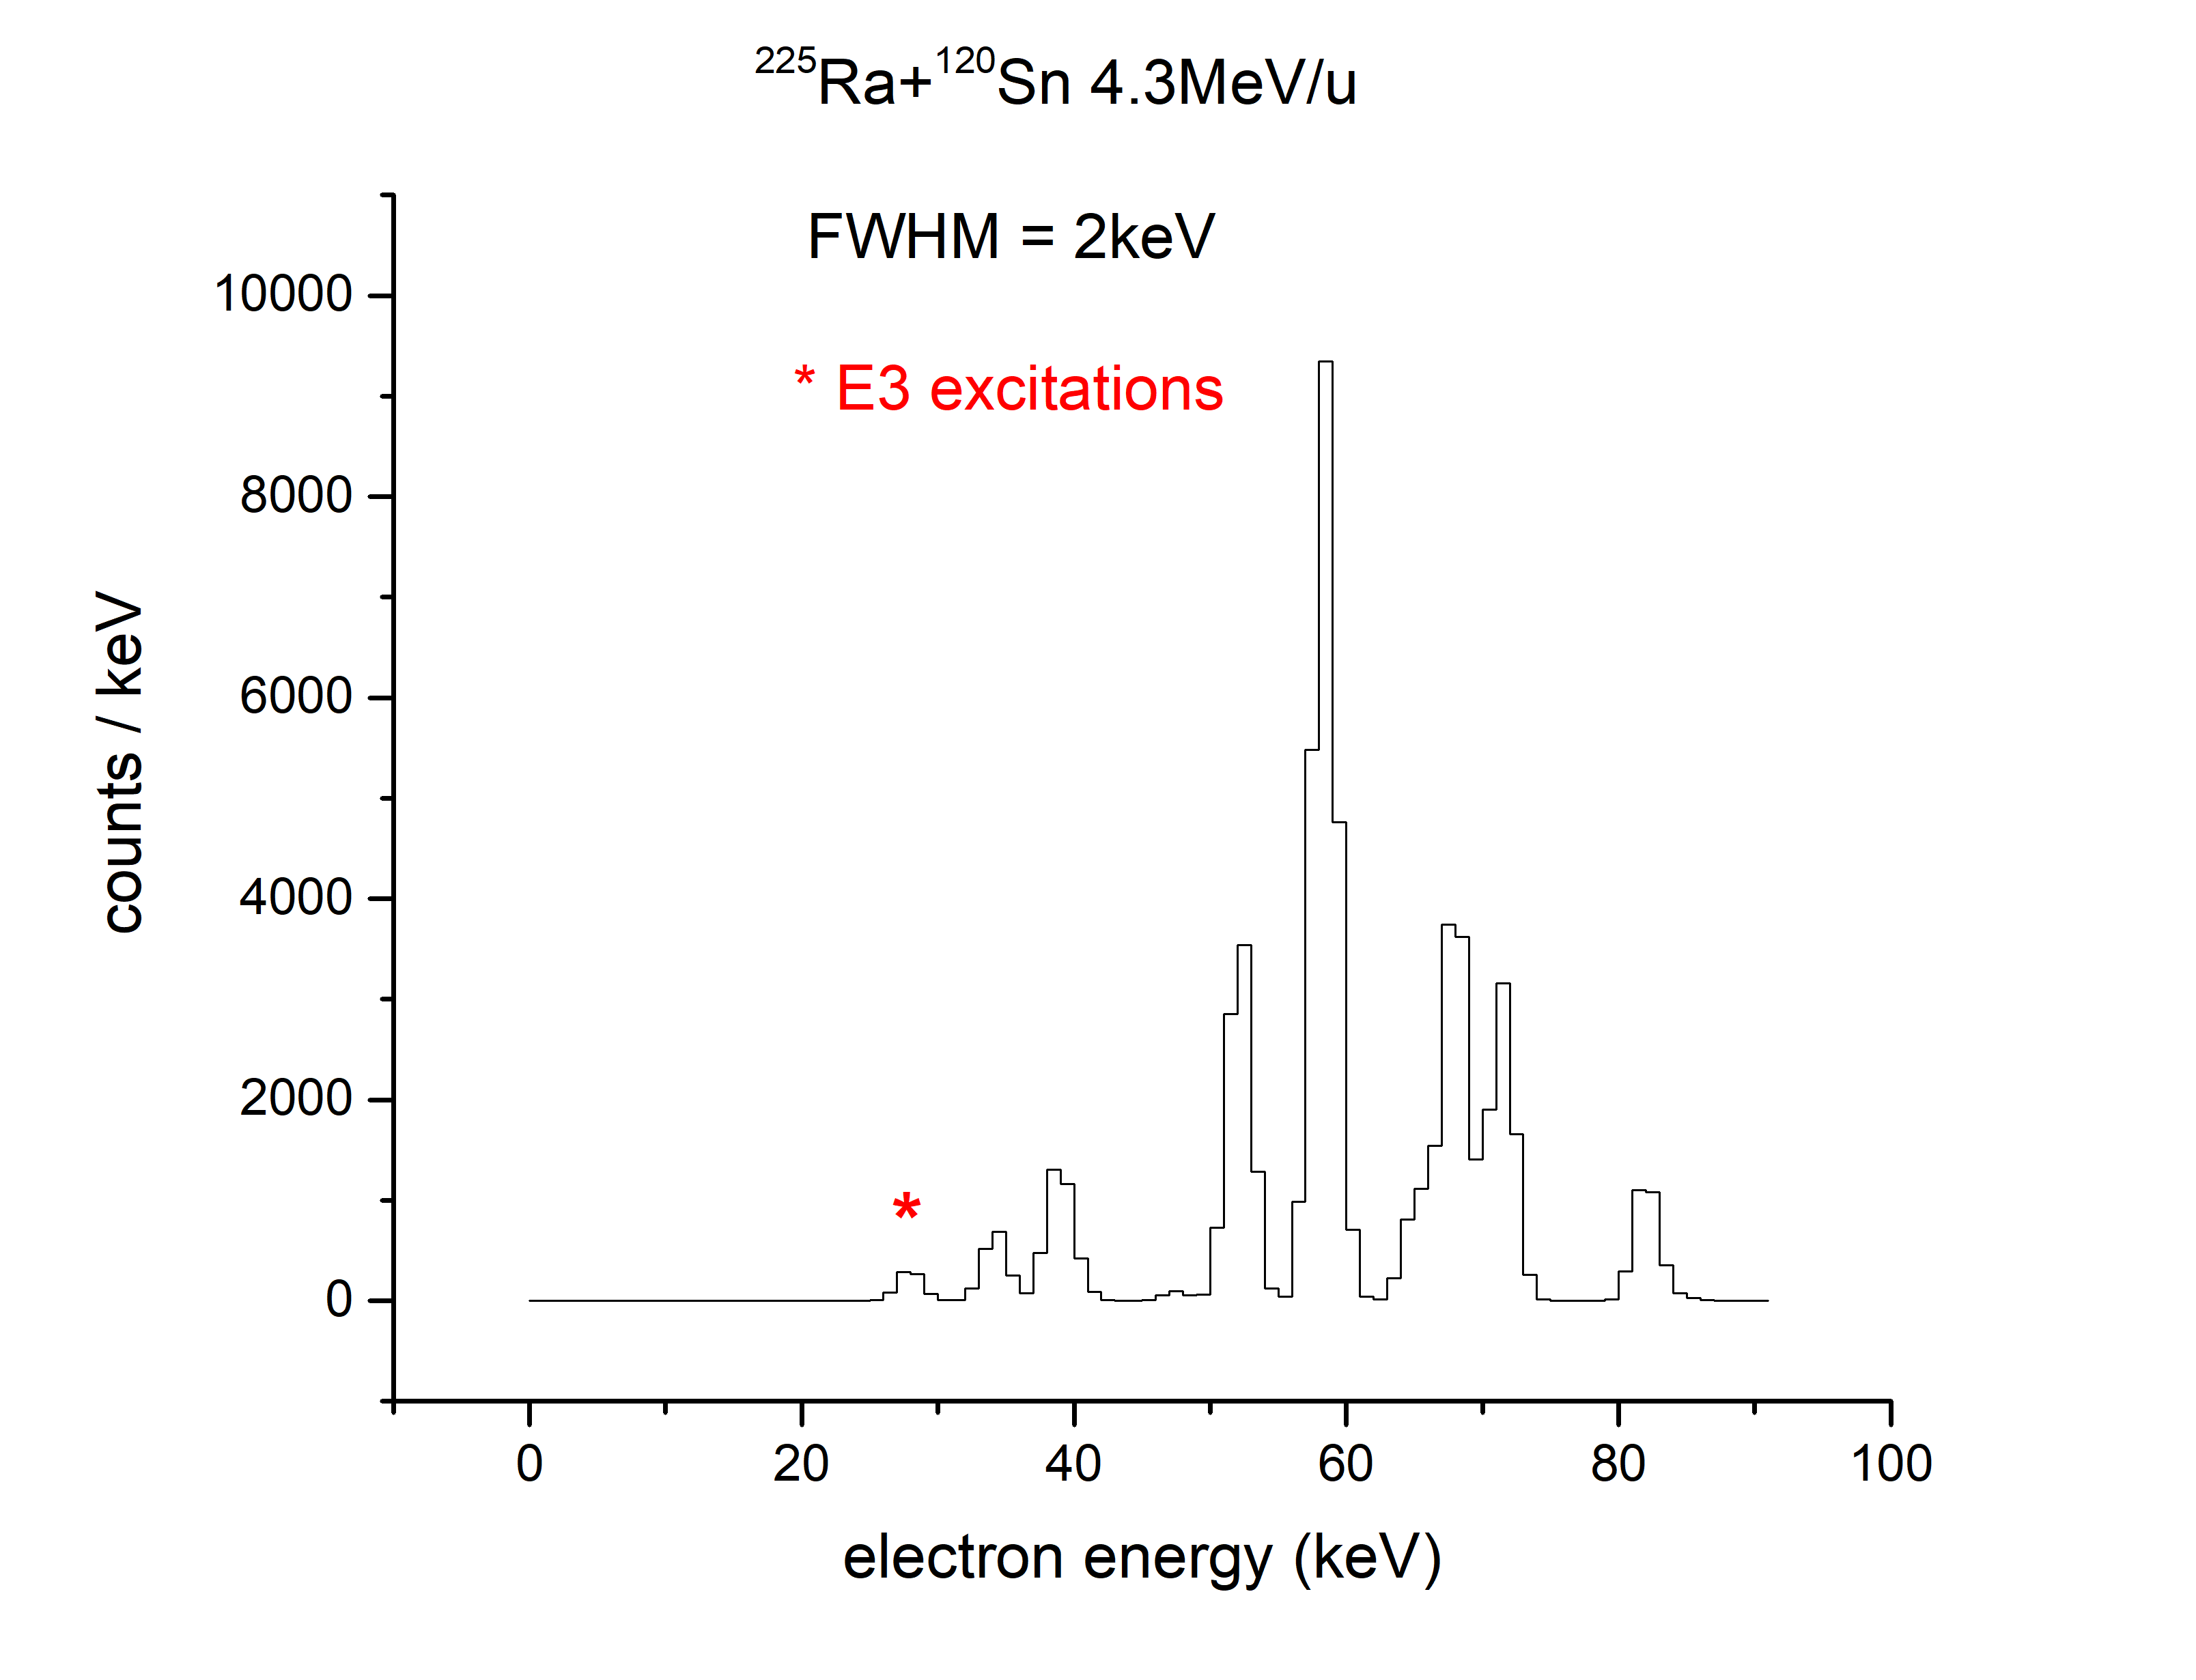 ²²⁵Ra+¹²⁰Sn 4.3MeV/u
FWHM = 2keV
* E3 excitations
10000
8000
6000
4000
2000
0
counts / keV
*
0 20 40 60 80 100
electron energy (keV)